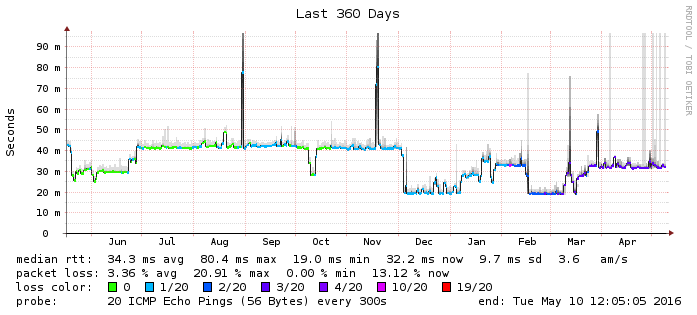 Last 360 Days
RRDTOOL / TOBI OETIKER
Seconds
90 m
80 m
70 m
60 m
50 m
40 m
30 m
20 m
10 m
0
Jun Jul Aug Sep Oct Nov Dec Jan Feb Mar Apr
median rtt: 34.3 ms avg 80.4 ms max 19.0 ms min 32.2 ms now 9.7 ms sd 3.6 am/s
packet loss: 3.36 % avg 20.91 % max 0.00 % min 13.12 % now
loss color: 0 1/20 2/20 3/20 4/20 10/20 19/20
probe: 20 ICMP Echo Pings (56 Bytes) every 300s end: Tue May 10 12:05:05 2016